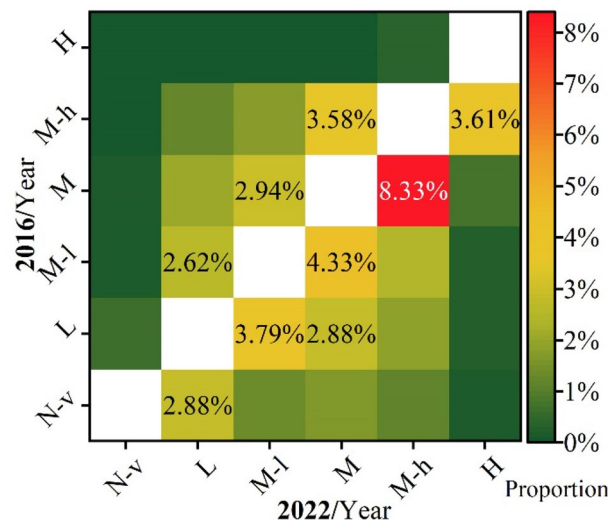 H
M-h
M
M-l
L
N-v
2016/Year
3.58%
3.61%
2.94%
8.33%
2.62%
4.33%
3.79%
2.88%
2.88%
N-v
L
M-l
M
M-h
H
2022/Year
8%
7%
6%
5%
4%
3%
2%
1%
0%
Proportion